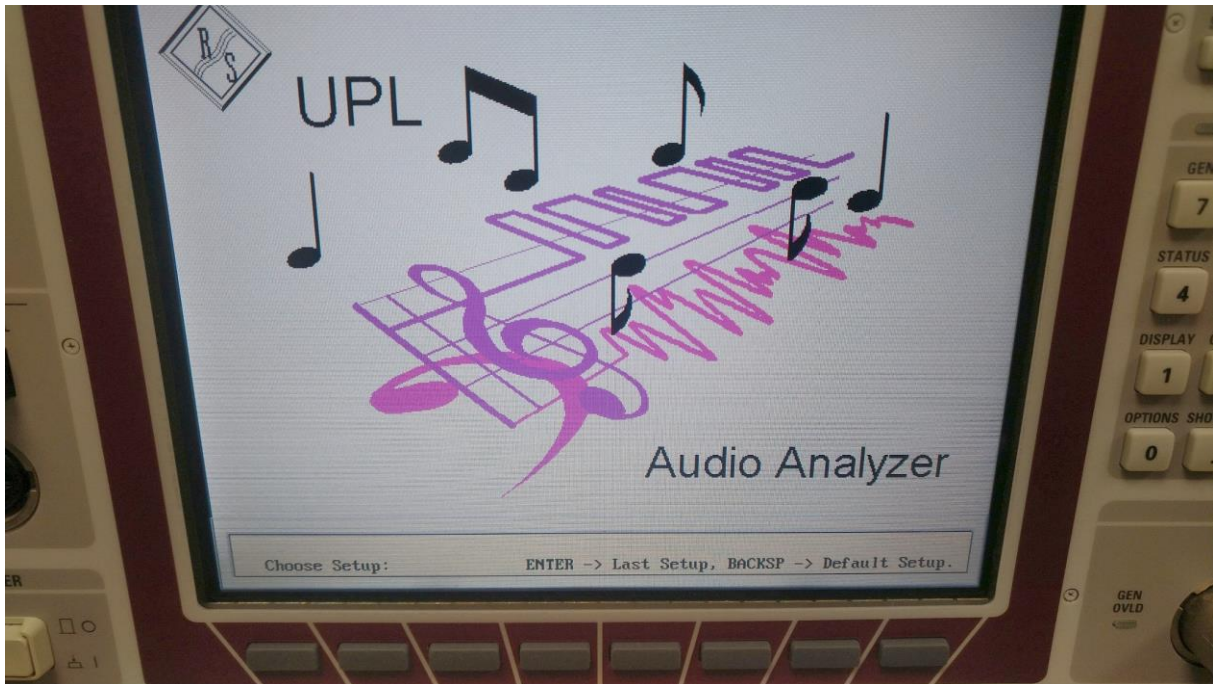 R
S
UPL
Audio Analyzer
Choose Setup: ENTER -> Last Setup, BACKSP -> Default Setup.
GEN
7
STATUS
4
DISPLAY
1
OPTIONS
0
GEN
OVLD